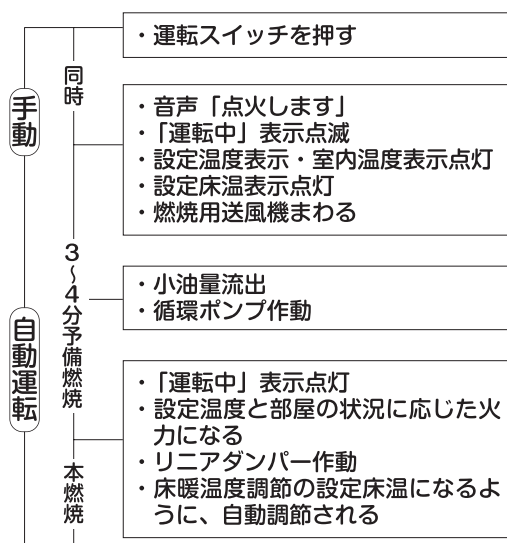 ・運転スイッチを押す
同時
手動
・音声「点火します」
・「運転中」表示点滅
・設定温度表示・室内温度表示点灯
・設定床温表示点灯
・燃焼用送風機まわる
3〜4分予備燃焼
・小油量流出
・循環ポンプ作動
自動運転
・「運転中」表示点灯
・設定温度と部屋の状況に応じた火
力になる
・リニアダンパー作動
・床暖温度調節の設定床温になるよ
うに、自動調節される
本燃焼